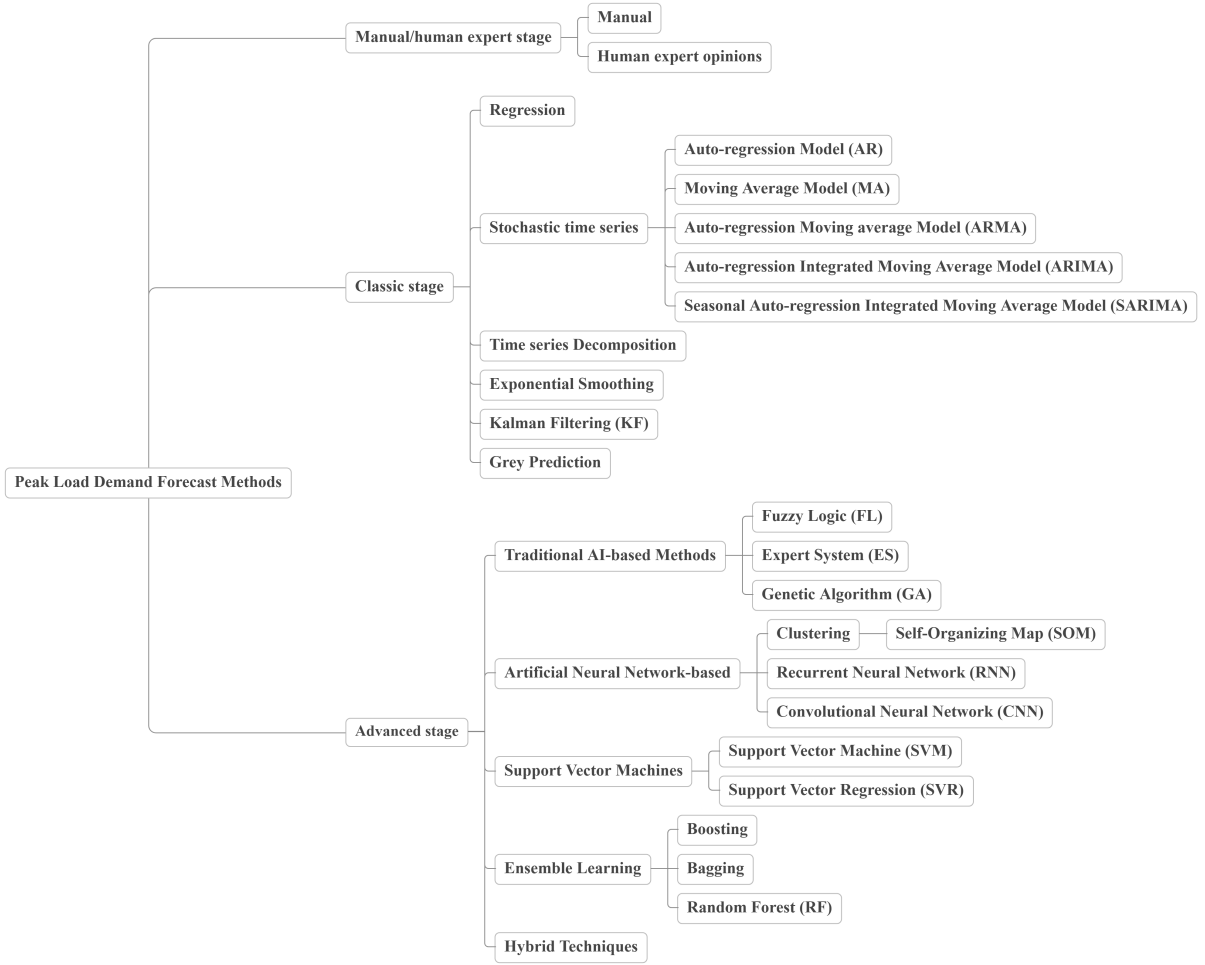 Manual
Manual/human expert stage
Human expert opinions
Regression
Auto-regression Model (AR)
Moving Average Model (MA)
Stochastic time series
Auto-regression Moving average Model (ARMA)
Auto-regression Integrated Moving Average Model (ARIMA)
Classic stage
Seasonal Auto-regression Integrated Moving Average Model (SARIMA)
Time series Decomposition
Exponential Smoothing
Kalman Filtering (KF)
Grey Prediction
Peak Load Demand Forecast Methods
Fuzzy Logic (FL)
Traditional AI-based Methods
Expert System (ES)
Genetic Algorithm (GA)
Clustering
Self-Organizing Map (SOM)
Artificial Neural Network-based
Recurrent Neural Network (RNN)
Convolutional Neural Network (CNN)
Advanced stage
Support Vector Machine (SVM)
Support Vector Machines
Support Vector Regression (SVR)
Boosting
Ensemble Learning
Bagging
Random Forest (RF)
Hybrid Techniques